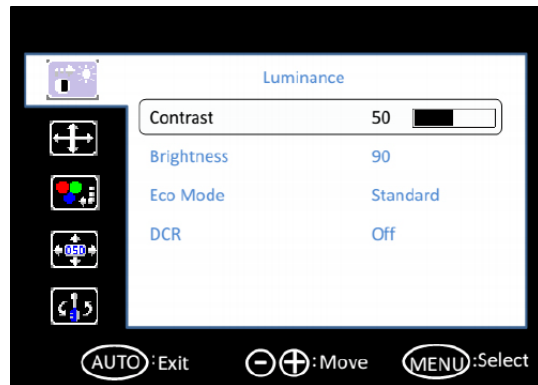 Luminance
Contrast 50
Brightness 90
Eco Mode Standard
DCR Off
OSD
AUTO :Exit - + :Move MENU :Select